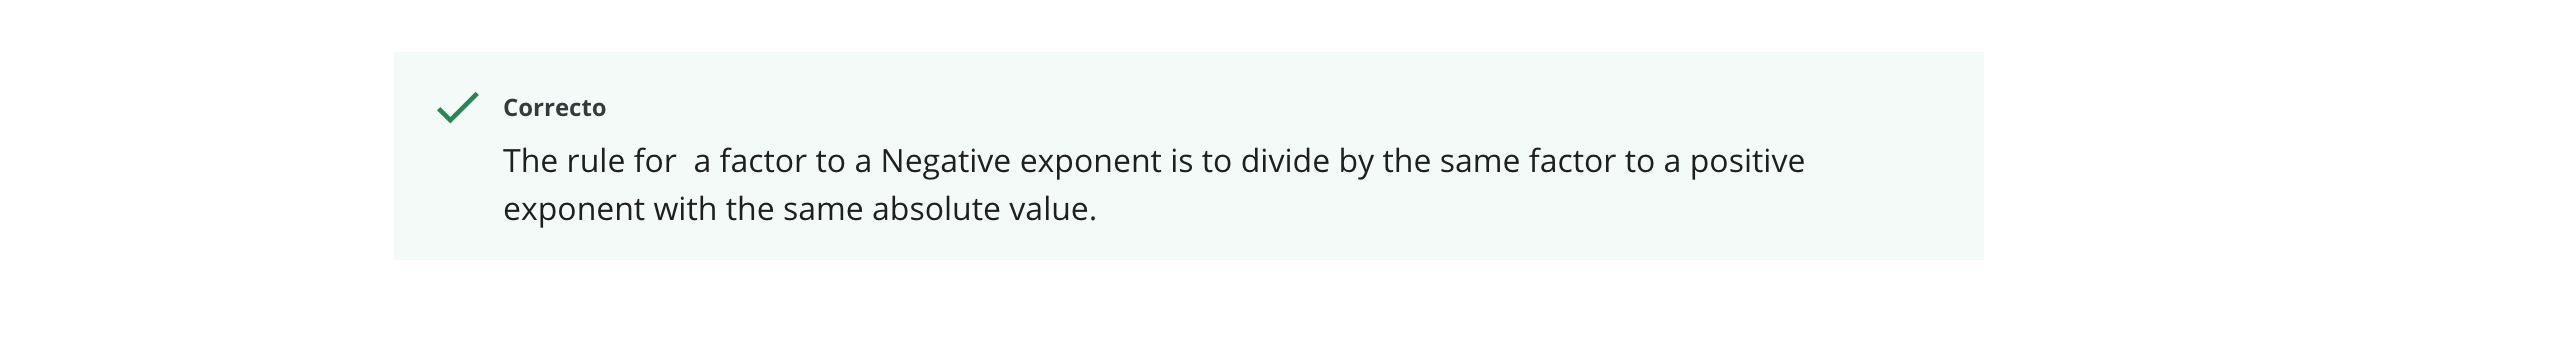 Correcto
The rule for  a factor to a Negative exponent is to divide by the same factor to a positive
exponent with the same absolute value.